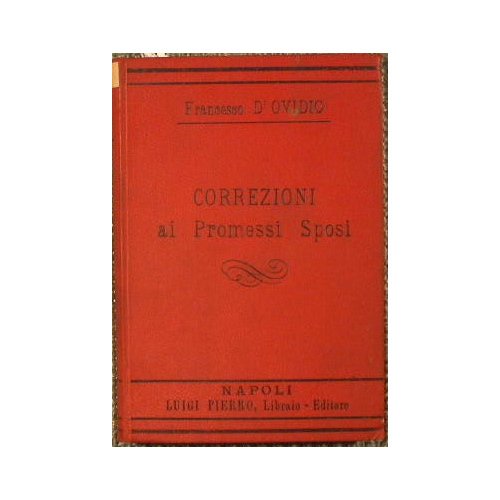 Francesco D'OVIDIO
CORREZIONI
ai Promessi Sposi
NAPOLI
LUIGI PIERRO, Libraio - Editore